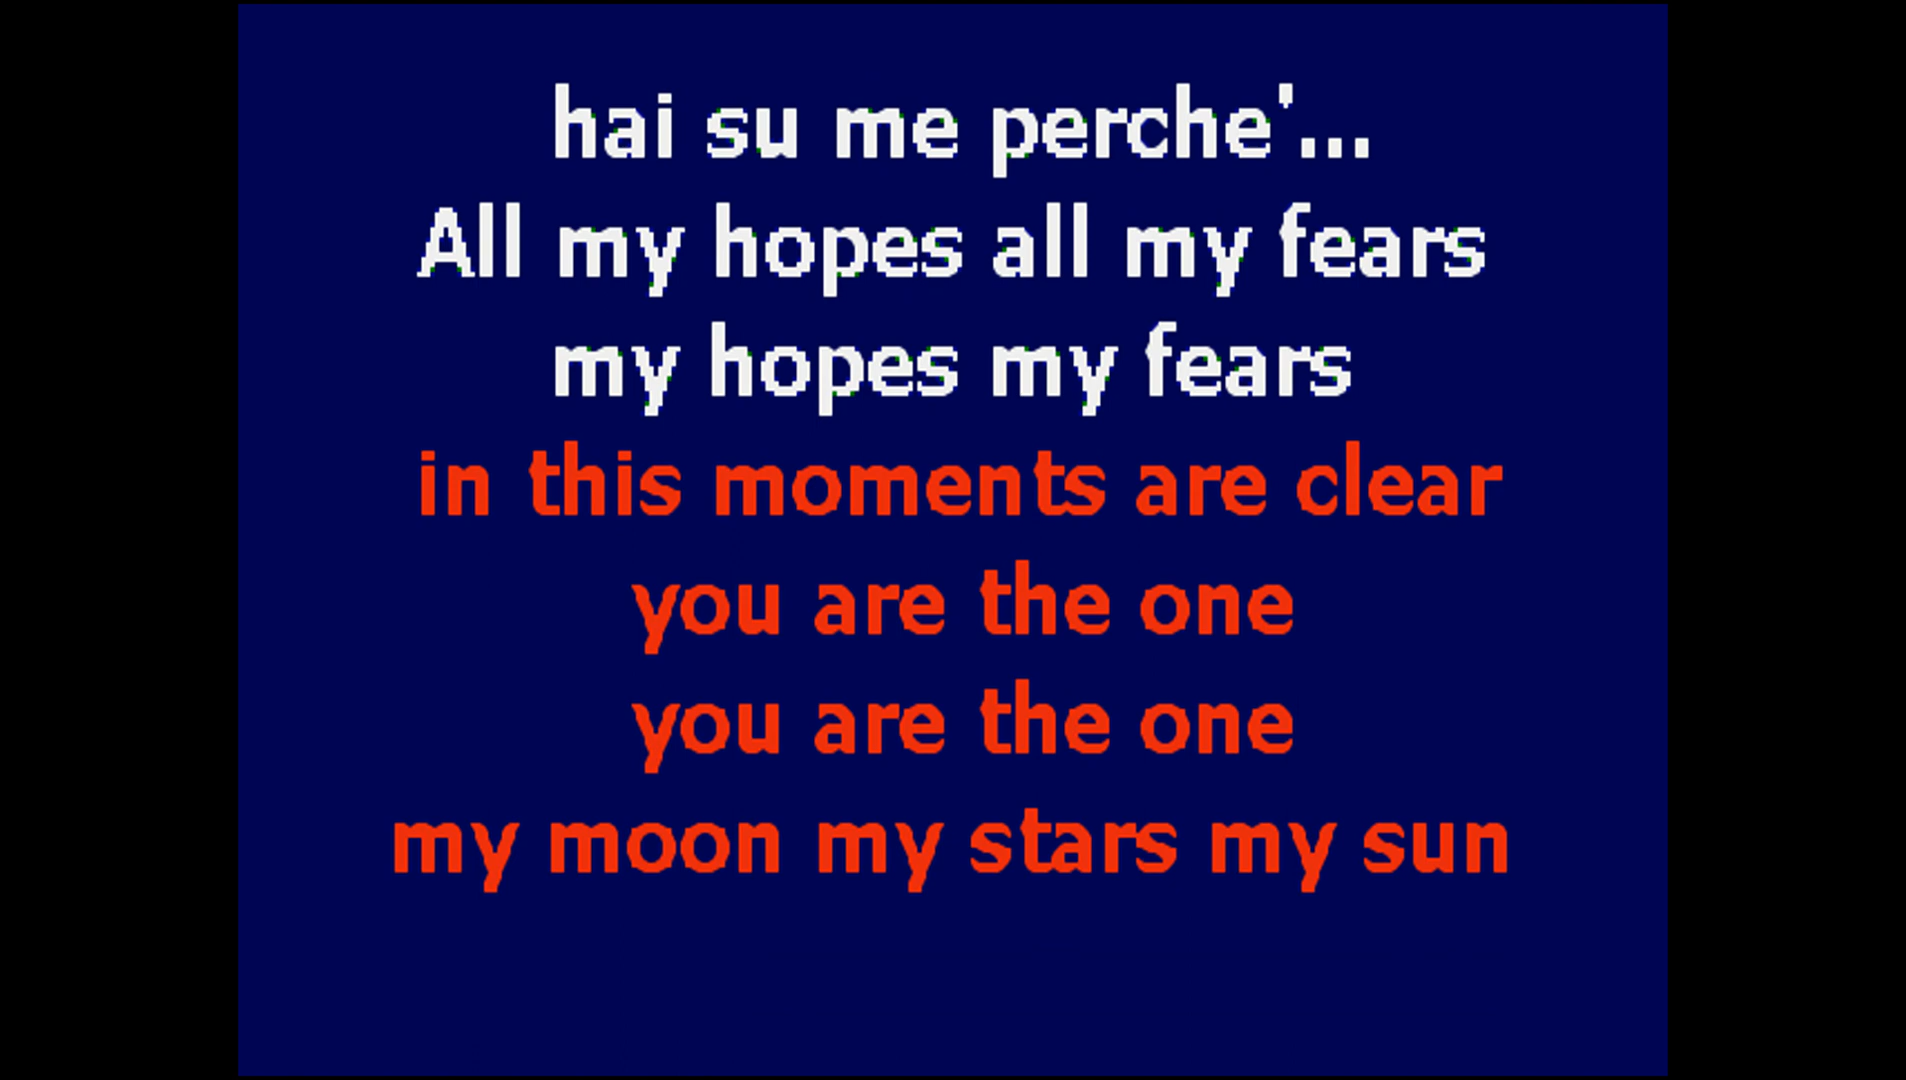 hai su me perche'...
All my hopes all my fears
my hopes my fears
in this moments are clear
you are the one
you are the one
my moon my stars my sun